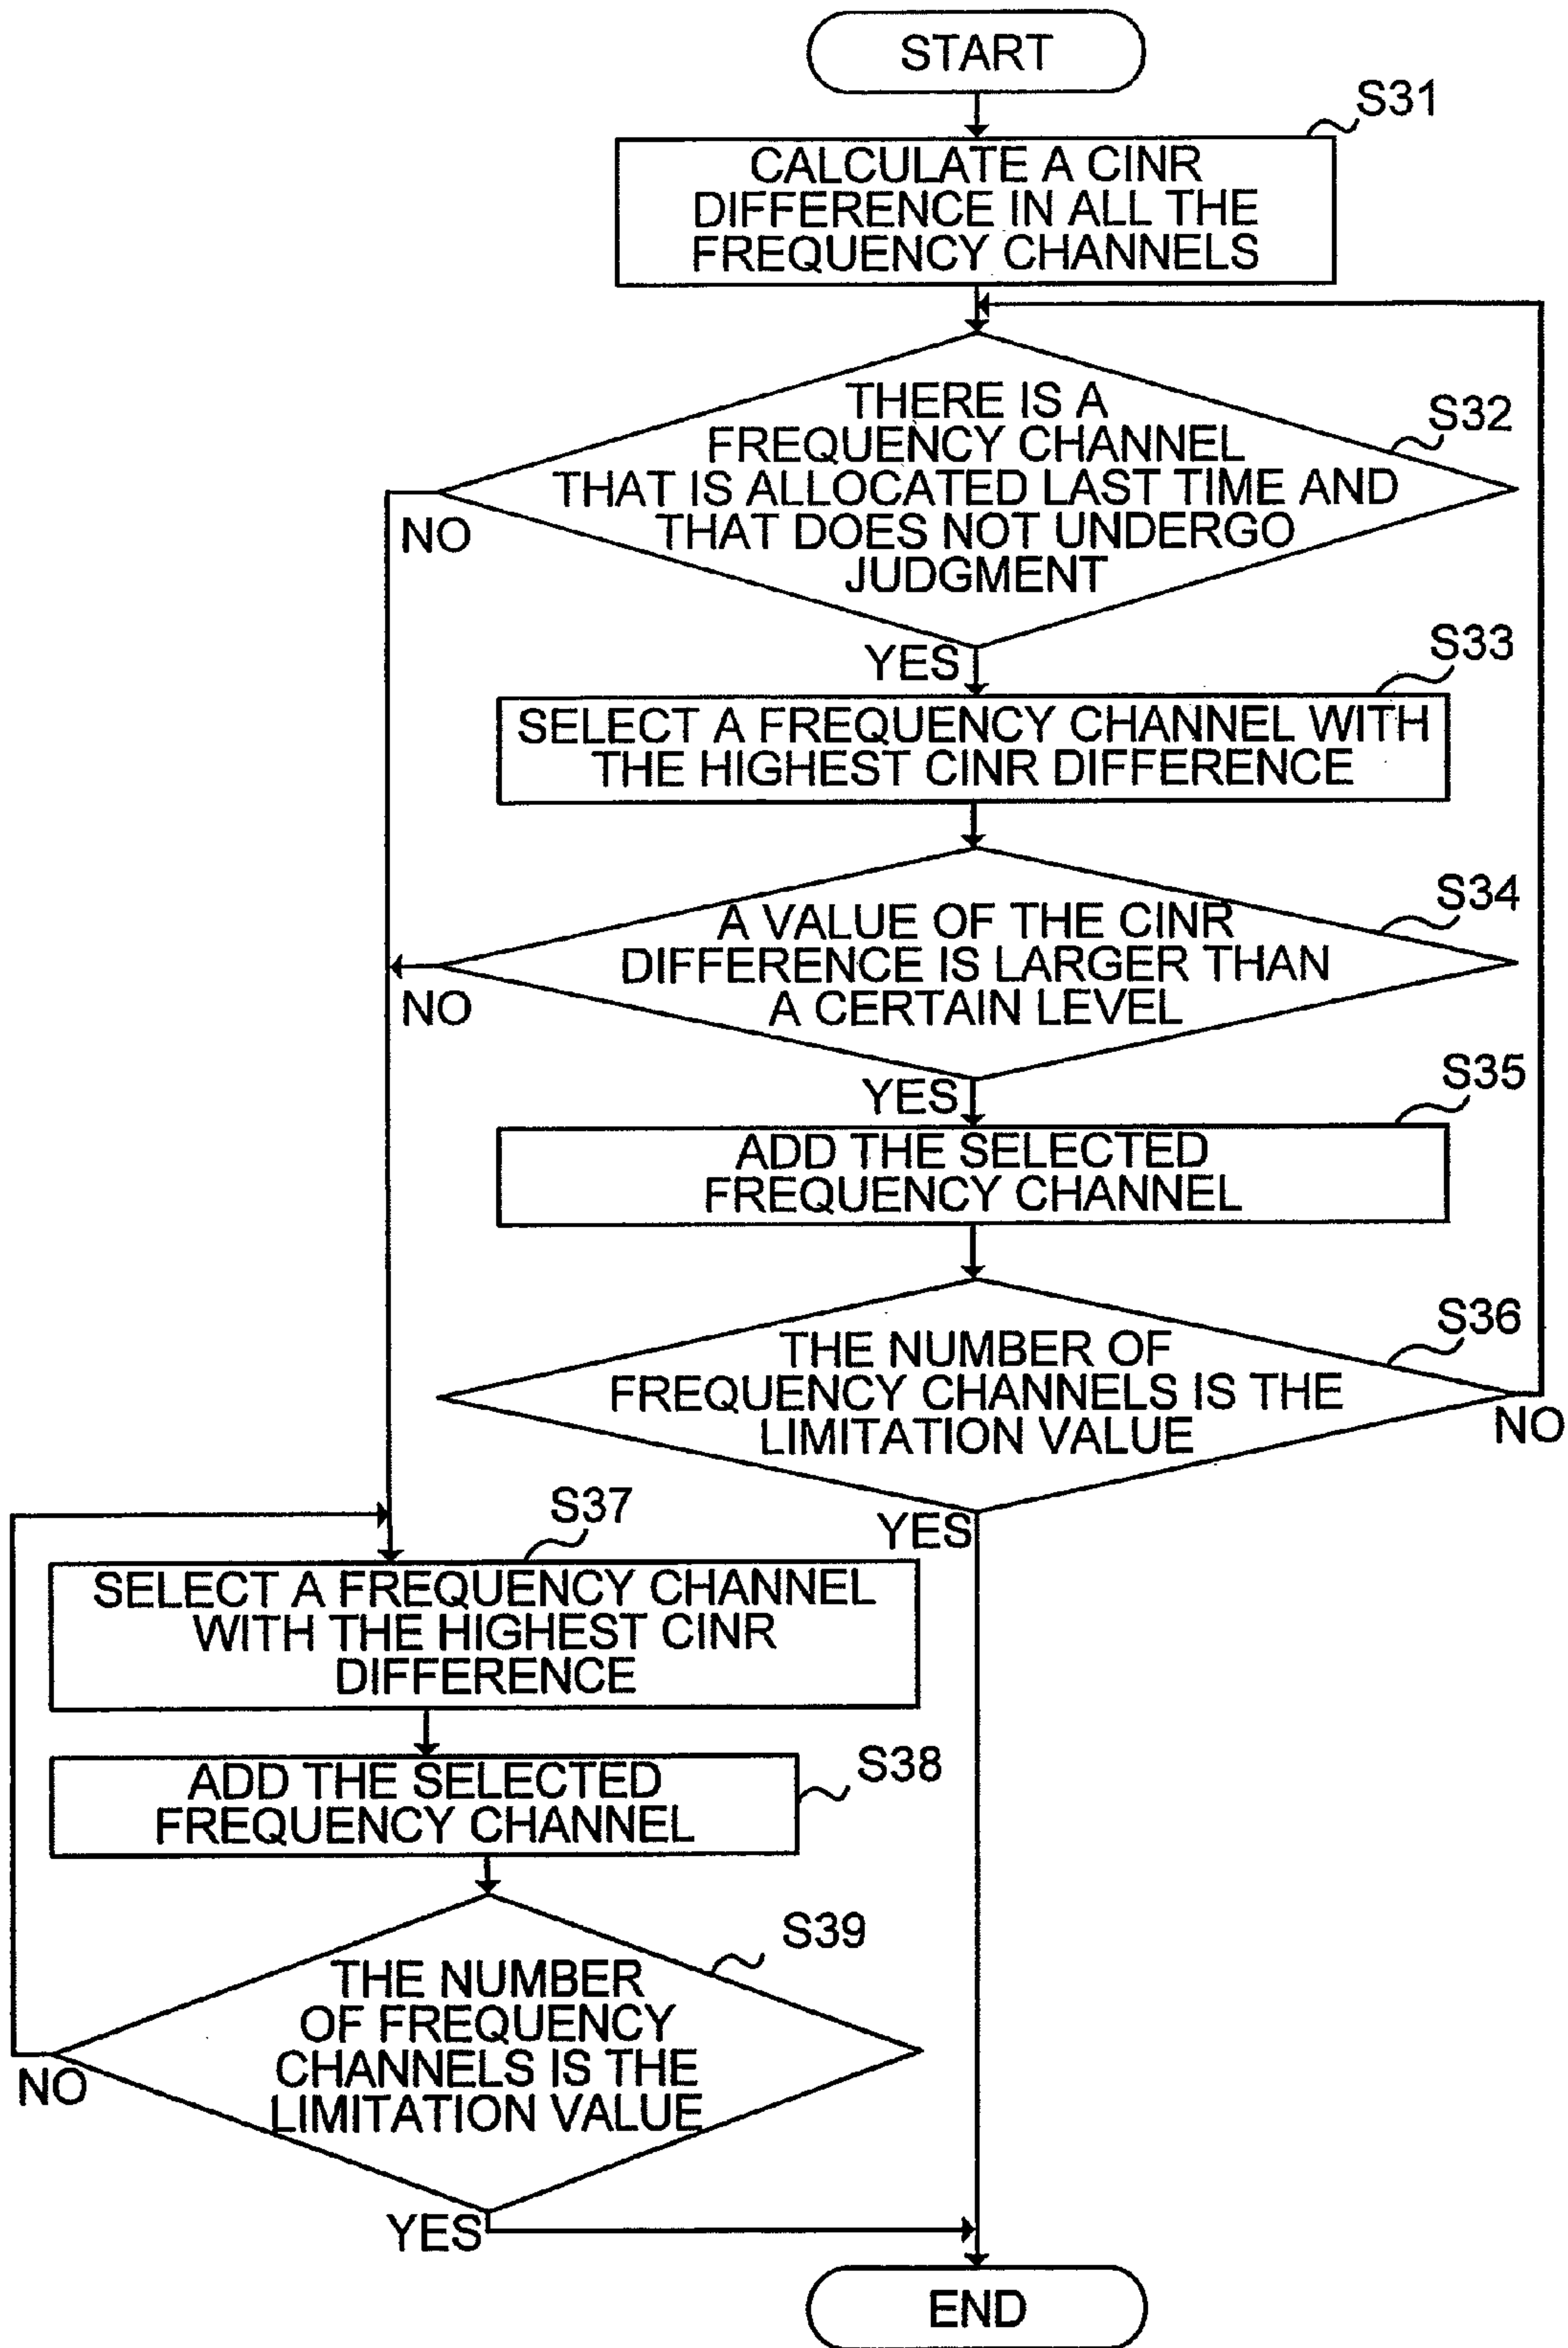 START
S31
CALCULATE A CINR
DIFFERENCE IN ALL THE
FREQUENCY CHANNELS
THERE IS A
FREQUENCY CHANNEL
THAT IS ALLOCATED LAST TIME AND
THAT DOES NOT UNDERGO
JUDGMENT
S32
NO
YES
S33
SELECT A FREQUENCY CHANNEL WITH
THE HIGHEST CINR DIFFERENCE
S34
A VALUE OF THE CINR
DIFFERENCE IS LARGER THAN
A CERTAIN LEVEL
NO
YES
S35
ADD THE SELECTED
FREQUENCY CHANNEL
S36
THE NUMBER OF
FREQUENCY CHANNELS IS THE
LIMITATION VALUE
NO
YES
S37
SELECT A FREQUENCY CHANNEL
WITH THE HIGHEST CINR
DIFFERENCE
S38
ADD THE SELECTED
FREQUENCY CHANNEL
S39
THE NUMBER
OF FREQUENCY
CHANNELS IS THE
LIMITATION VALUE
NO
YES
END